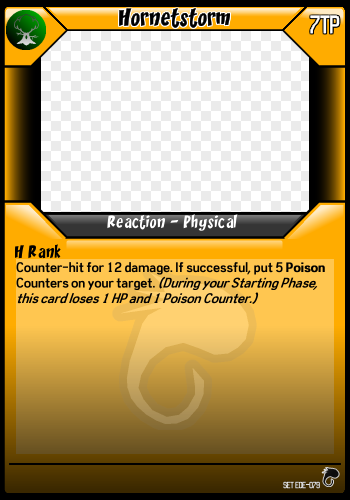 Hornetstorm
7TP
Reaction - Physical
H Rank
Counter-hit for 12 damage. If successful, put 5 Poison
Counters on your target. (During your Starting Phase,
this card loses 1 HP and 1 Poison Counter.)
SET EDE-079